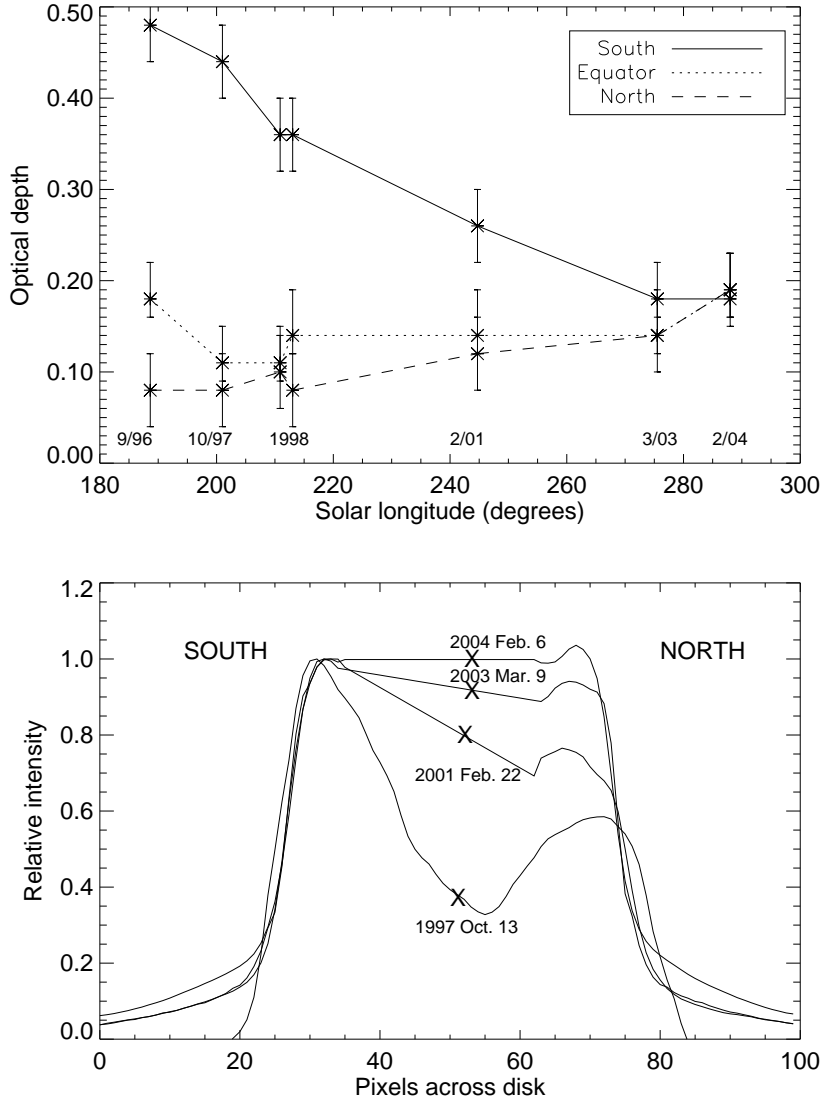 0.50
0.40
0.30
0.20
0.10
0.00
Optical depth
South
Equator
North
9/96 10/97 1998 2/01 3/03 2/04
180 200 220 240 260 280 300
Solar longitude (degrees)
1.2
1.0
0.8
0.6
0.4
0.2
0.0
Relative intensity
SOUTH
NORTH
2004 Feb. 6
2003 Mar. 9
2001 Feb. 22
1997 Oct. 13
0 20 40 60 80 100
Pixels across disk